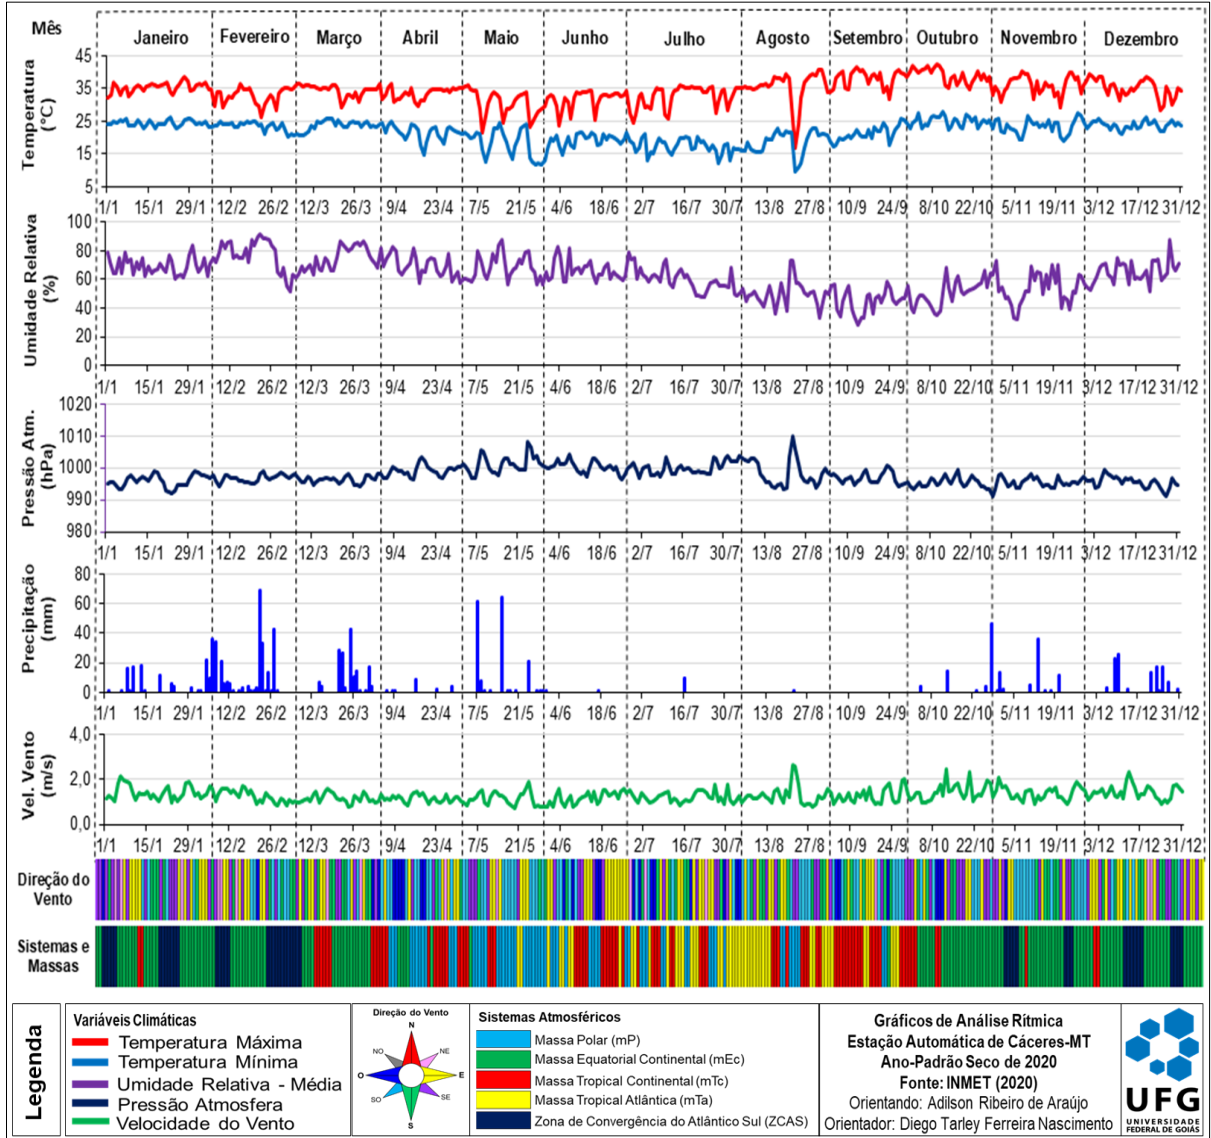 Mês
Janeiro Fevereiro Março Abril Maio Junho Julho Agosto Setembro Outubro Novembro Dezembro
Temperatura
(°C)
45
35
25
15
5
1/1 15/1 29/1 12/2 26/2 12/3 26/3 9/4 23/4 7/5 21/5 4/6 18/6 2/7 16/7 30/7 13/8 27/8 10/9 24/9 8/10 22/10 5/11 19/11 3/12 17/12 31/12
Umidade Relativa
(%)
100
80
60
40
20
0
1/1 15/1 29/1 12/2 26/2 12/3 26/3 9/4 23/4 7/5 21/5 4/6 18/6 2/7 16/7 30/7 13/8 27/8 10/9 24/9 8/10 22/10 5/11 19/11 3/12 17/12 31/12
Pressão Atm.
(hPa)
1020
1010
1000
990
980
1/1 15/1 29/1 12/2 26/2 12/3 26/3 9/4 23/4 7/5 21/5 4/6 18/6 2/7 16/7 30/7 13/8 27/8 10/9 24/9 8/10 22/10 5/11 19/11 3/12 17/12 31/12
Precipitação
(mm)
80
60
40
20
0
1/1 15/1 29/1 12/2 26/2 12/3 26/3 9/4 23/4 7/5 21/5 4/6 18/6 2/7 16/7 30/7 13/8 27/8 10/9 24/9 8/10 22/10 5/11 19/11 3/12 17/12 31/12
Vel. Vento
(m/s)
4,0
2,0
0,0
1/1 15/1 29/1 12/2 26/2 12/3 26/3 9/4 23/4 7/5 21/5 4/6 18/6 2/7 16/7 30/7 13/8 27/8 10/9 24/9 8/10 22/10 5/11 19/11 3/12 17/12 31/12
Direção do
Vento
Sistemas e
Massas
Legenda
Variáveis Climáticas
Temperatura Máxima
Temperatura Mínima
Umidade Relativa - Média
Pressão Atmosfera
Velocidade do Vento
Direção do Vento
N
NO NE
O E
SO SE
S
Sistemas Atmosféricos
Massa Polar (mP)
Massa Equatorial Continental (mEc)
Massa Tropical Continental (mTc)
Massa Tropical Atlântica (mTa)
Zona de Convergência do Atlântico Sul (ZCAS)
Gráficos de Análise Rítmica
Estação Automática de Cáceres-MT
Ano-Padrão Seco de 2020
Fonte: INMET (2020)
Orientando: Adilson Ribeiro de Araújo
Orientador: Diego Tarley Ferreira Nascimento
UFG
UNIVERSIDADE
FEDERAL DE GOIÁS